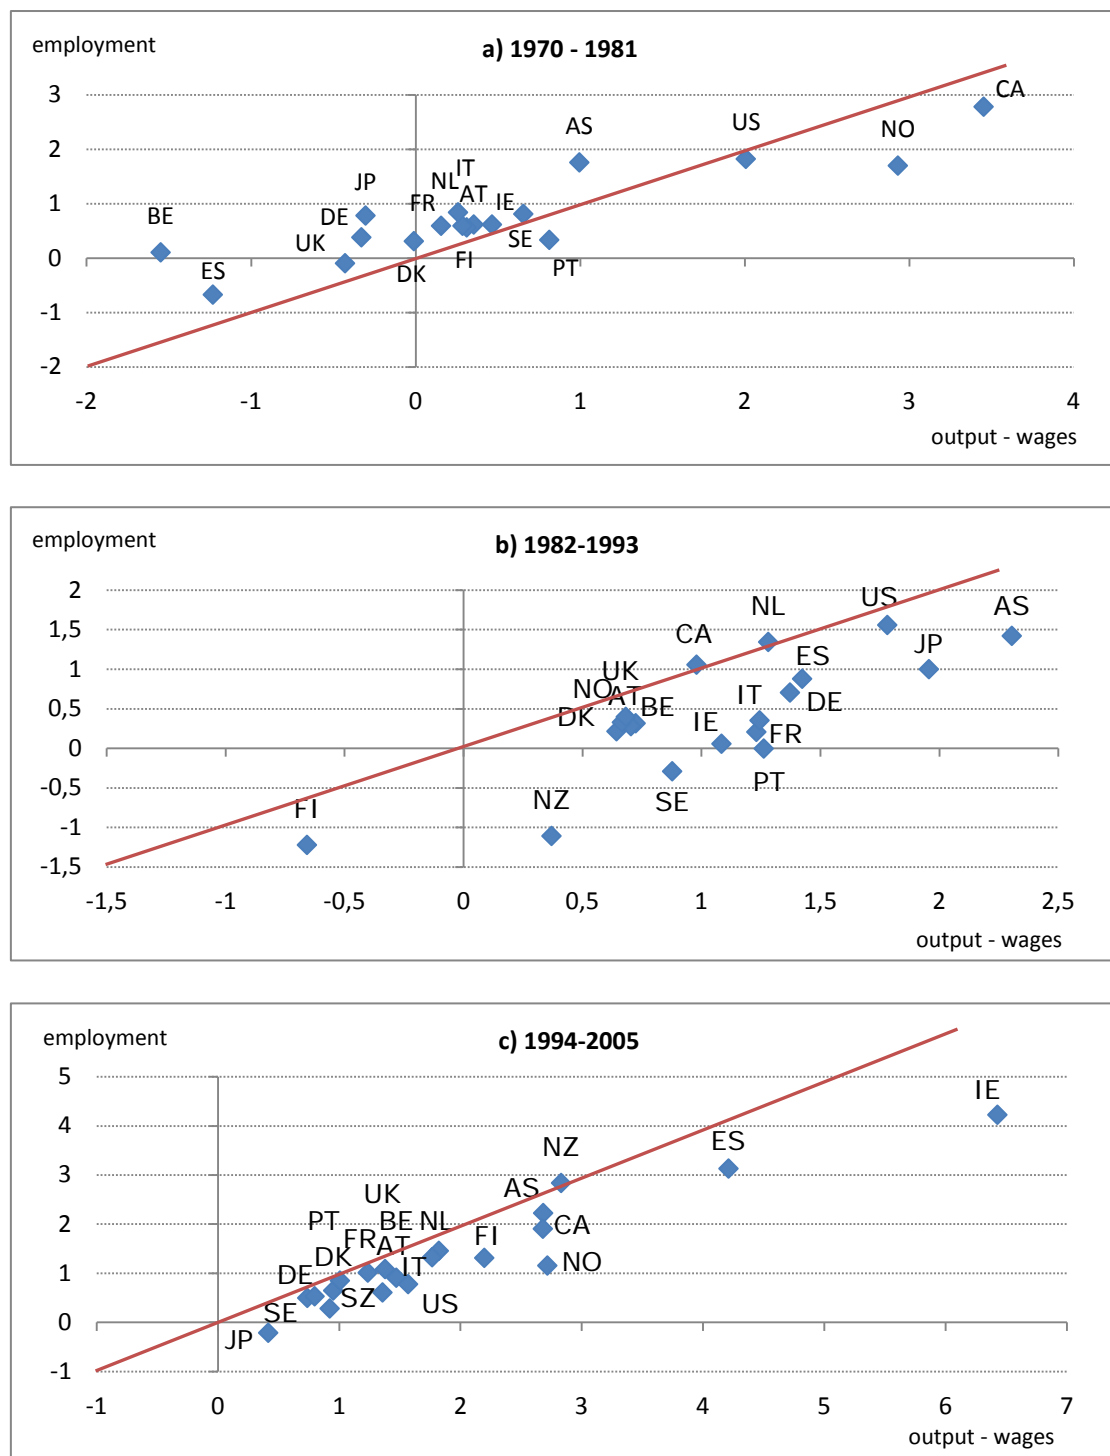 employment
a) 1970 - 1981
3
CA
AS
US
NO
2
IT
NL
AT
JP
FR
IE
1
BE
DE
UK
SE
0
ES
DK
FI
PT
-1
-2
-2 -1 0 1 2 3 4
output - wages
employment
b) 1982-1993
2
US
AS
NL
1,5
CA
JP
ES
1
UK
NO
AT
IT
DE
0,5
DK
BE
IE
FR
0
PT
-0,5
NZ
SE
FI
-1
-1,5
-1,5 -1 -0,5 0 0,5 1 1,5 2 2,5
output - wages
employment
c) 1994-2005
5
IE
4
ES
NZ
3
UK
AS
PT
BE
NL
CA
2
FR
AT
FI
DK
NO
DE
IT
1
SE
SZ
US
0
JP
-1
-1 0 1 2 3 4 5 6 7
output - wages